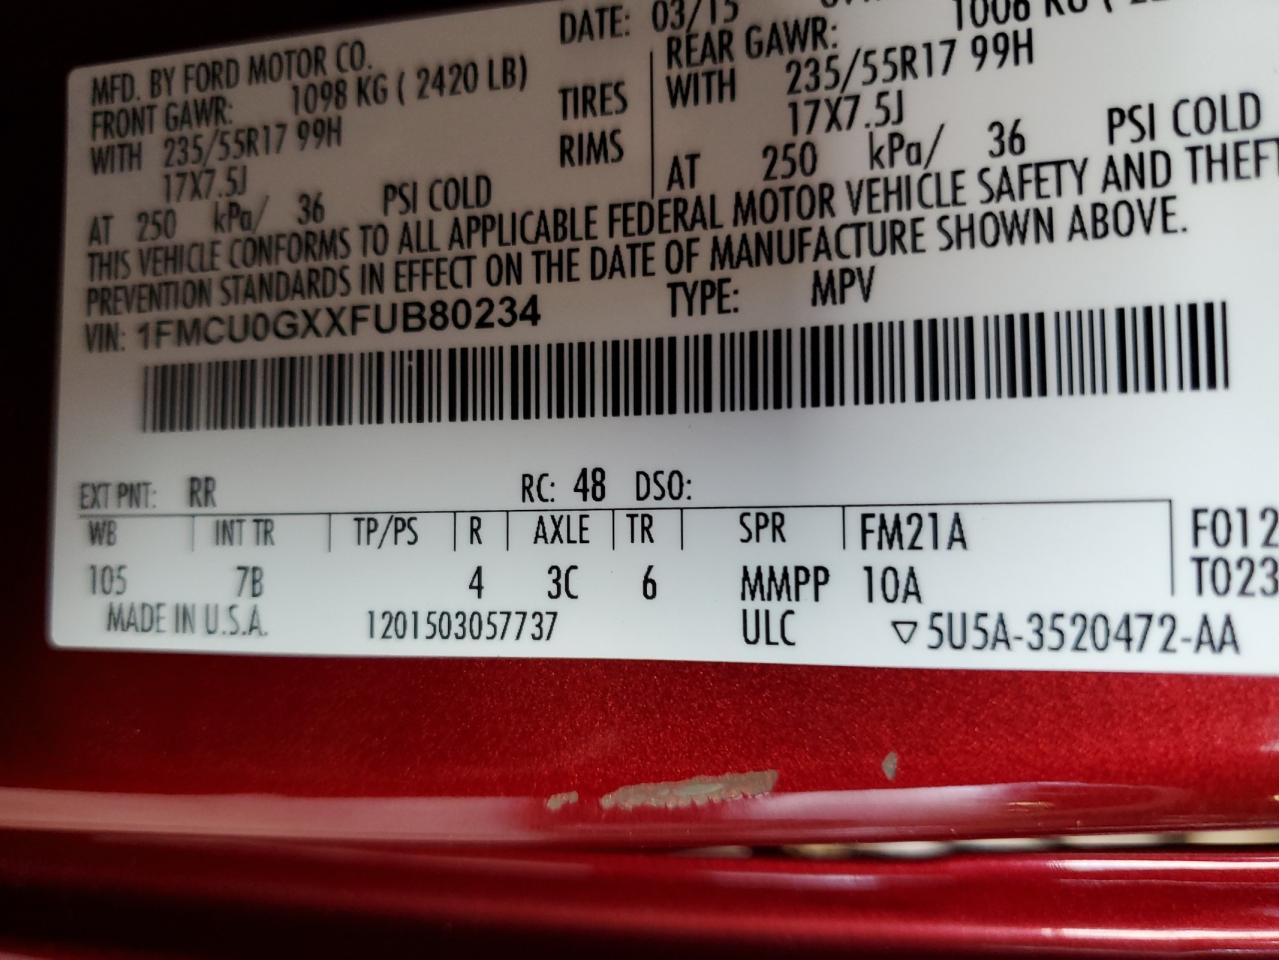 DATE: 03/15
MFD. BY FORD MOTOR CO.
FRONT GAWR: 1098 KG ( 2420 LB)
WITH 235/55R17 99H TIRES
17X7.5J RIMS
AT 250 kPa/ 36 PSI COLD
REAR GAWR: 1006 KG (
WITH 235/55R17 99H
17X7.5J
AT 250 kPa/ 36 PSI COLD
THIS VEHICLE CONFORMS TO ALL APPLICABLE FEDERAL MOTOR VEHICLE SAFETY AND THEFT
PREVENTION STANDARDS IN EFFECT ON THE DATE OF MANUFACTURE SHOWN ABOVE.
VIN: 1FMCU0GXXFUB80234 TYPE: MPV
EXT PNT: RR RC: 48 DSO:
WB INT TR TP/PS R AXLE TR SPR FM21A F012
105 7B 4 3C 6 MMPP 10A T023
MADE IN U.S.A. 1201503057737 ULC ▽5U5A-3520472-AA